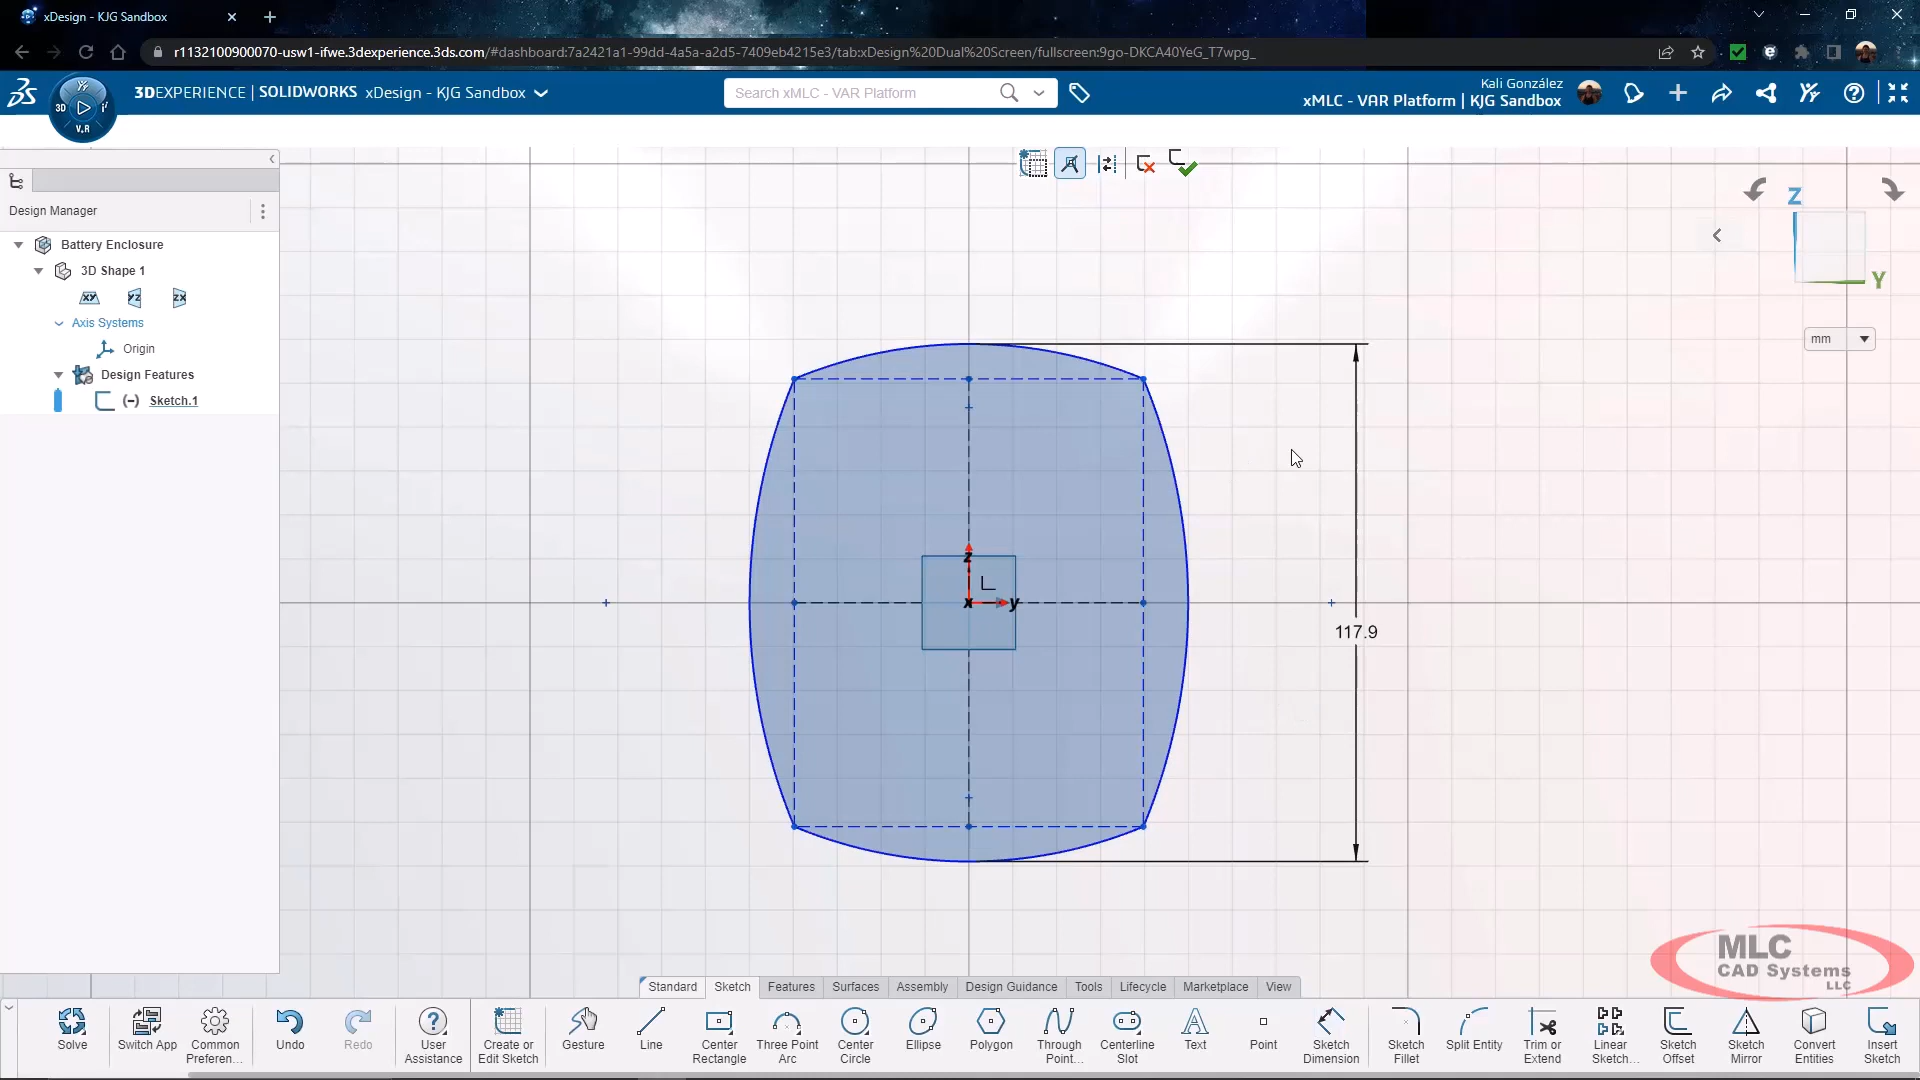 xDesign - KJG Sandbox
r1132100900070-usw1-ifwe.3dexperience.3ds.com/#dashboard:7a2421a1-99dd-4a5a-a2d5-7409eb4215e3/tab:xDesign%20Dual%20Screen/fullscreen:9go-DKCA40YeG_T7wpg_
3DEXPERIENCE | SOLIDWORKS xDesign - KJG Sandbox
3D
V.R
Search xMLC - VAR Platform
Kali González
xMLC - VAR Platform | KJG Sandbox
Design Manager
Battery Enclosure
3D Shape 1
XY YZ ZX
Axis Systems
Origin
Design Features
(-) Sketch.1
Z
Y
mm
z
x
y
117.9
MLC
CAD Systems
LLC
Standard Sketch Features Surfaces Assembly Design Guidance Tools Lifecycle Marketplace View
Solve
Switch App
Common
Preferen...
Undo
Redo
User
Assistance
Create or
Edit Sketch
Gesture
Line
Center
Rectangle
Three Point
Arc
Center
Circle
Ellipse
Polygon
Through
Point...
Centerline
Slot
Text
Point
Sketch
Dimension
Sketch
Fillet
Split Entity
Trim or
Extend
Linear
Sketch...
Sketch
Offset
Sketch
Mirror
Convert
Entities
Insert
Sketch